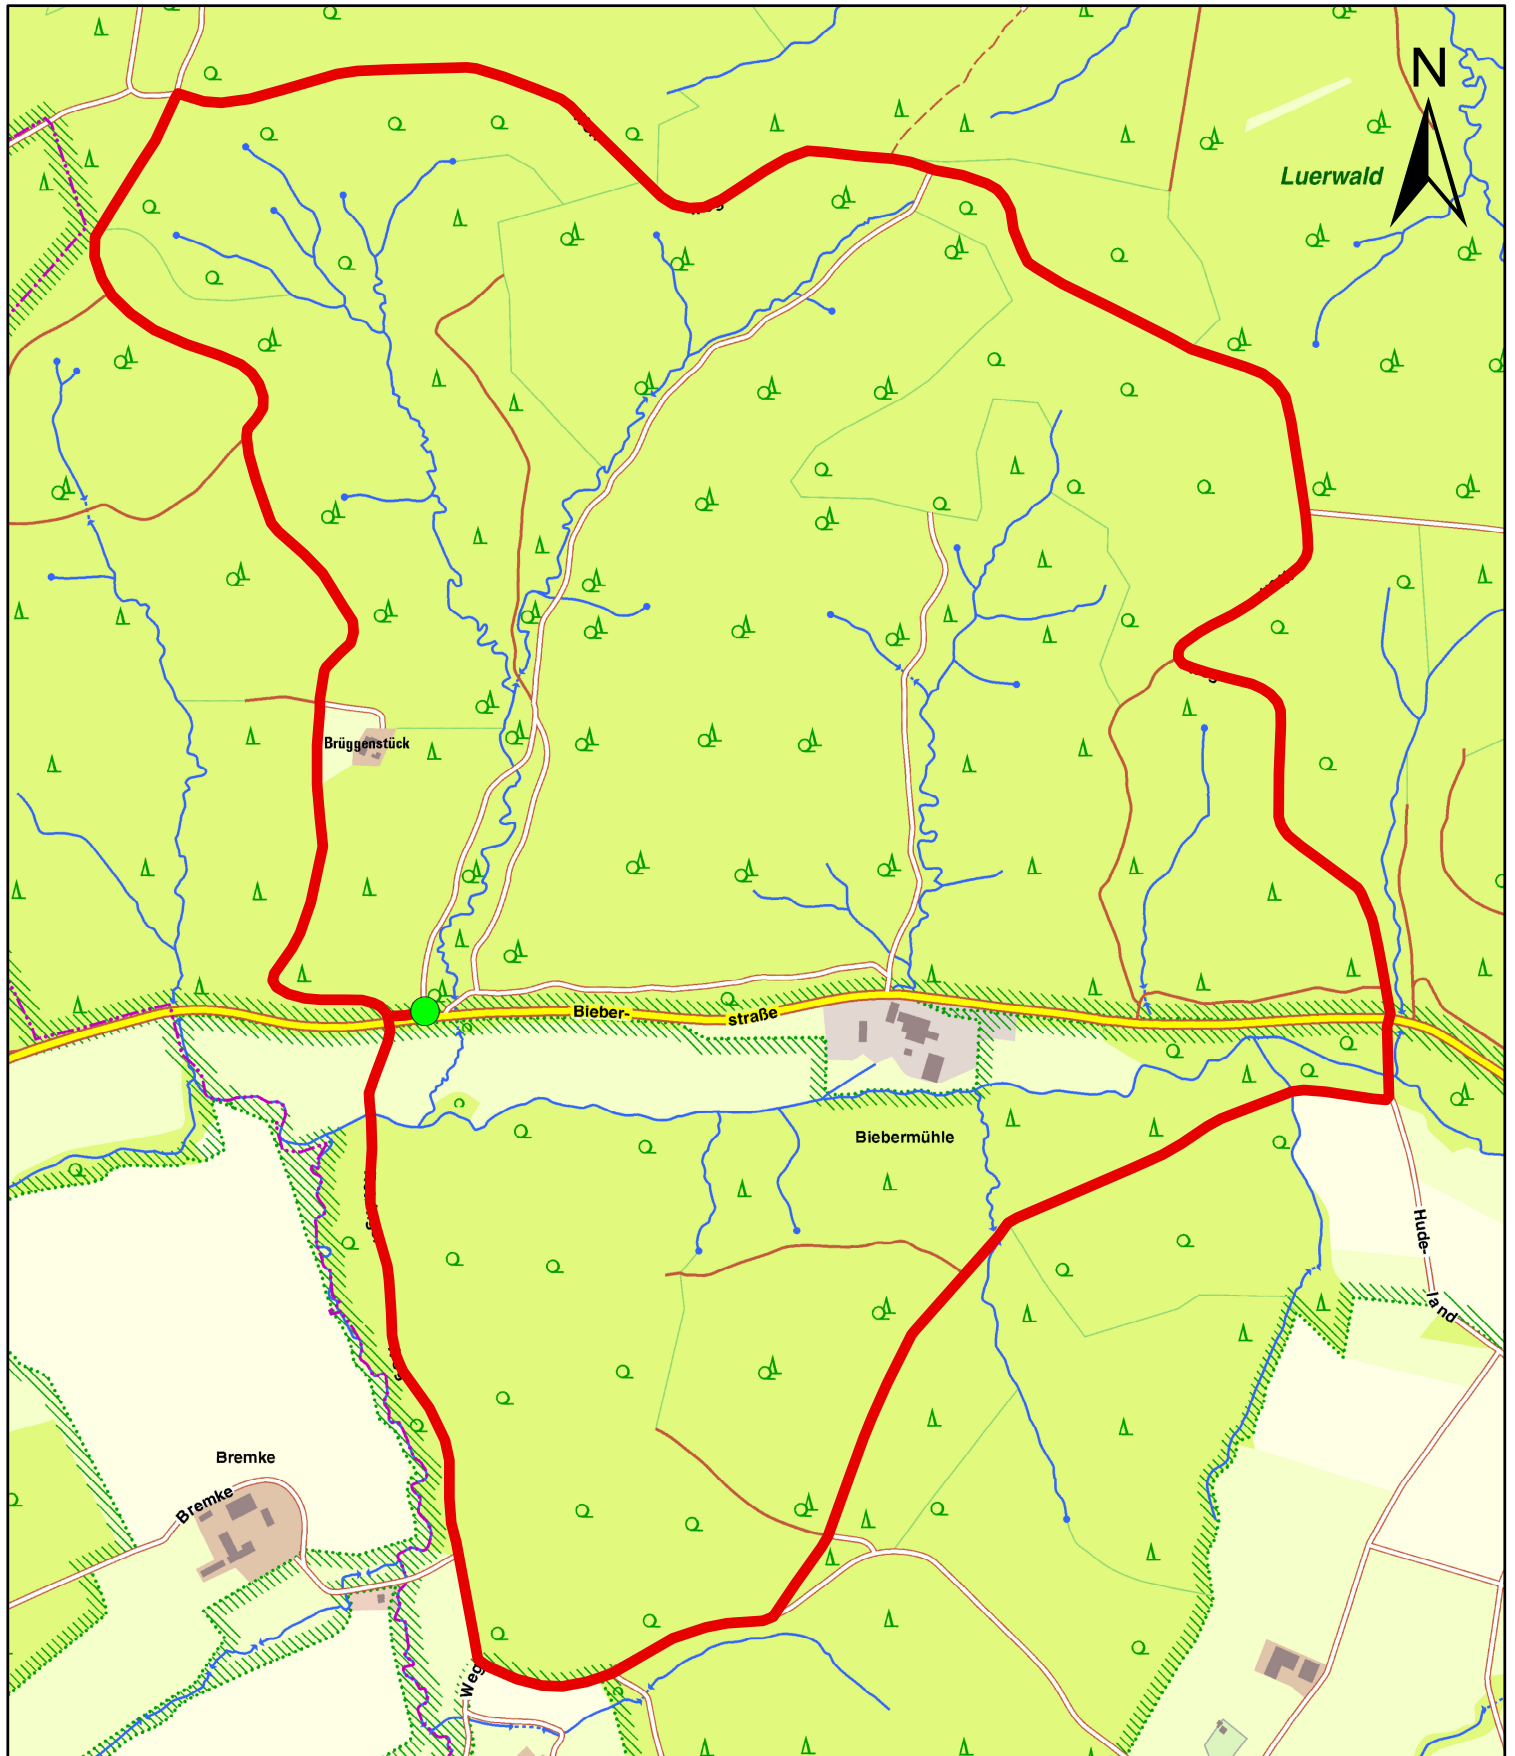 N
Luerwald
Brüggenstück
Bieber-
straße
Biebermühle
Hude-
land
Bremke
Bremke
Weg